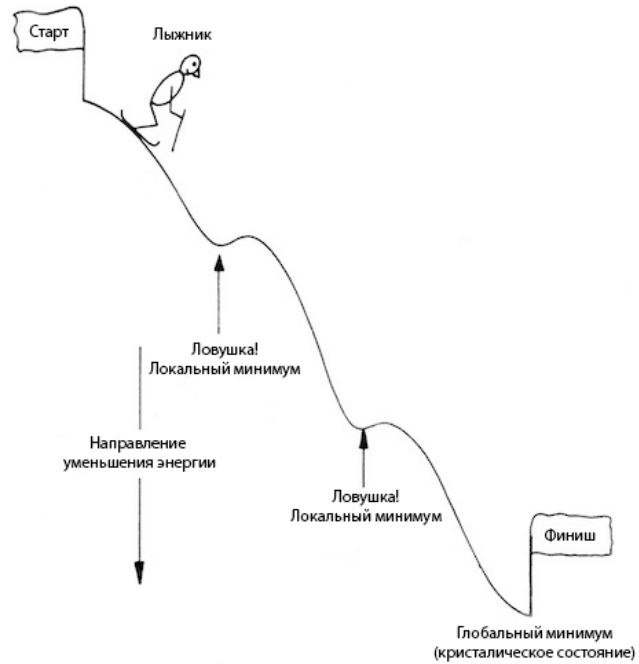 Старт
Лыжник
Ловушка!
Локальный минимум
Направление
уменьшения энергии
Ловушка!
Локальный минимум
Финиш
Глобальный минимум
(кристалическое состояние)